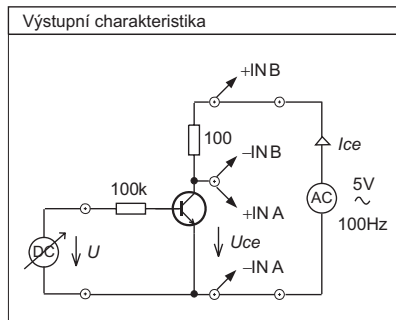 Výstupní charakteristika
+IN B
100
Ice
−IN B
100k
5V
AC
+IN A
100Hz
DC
U
Uce
−IN A